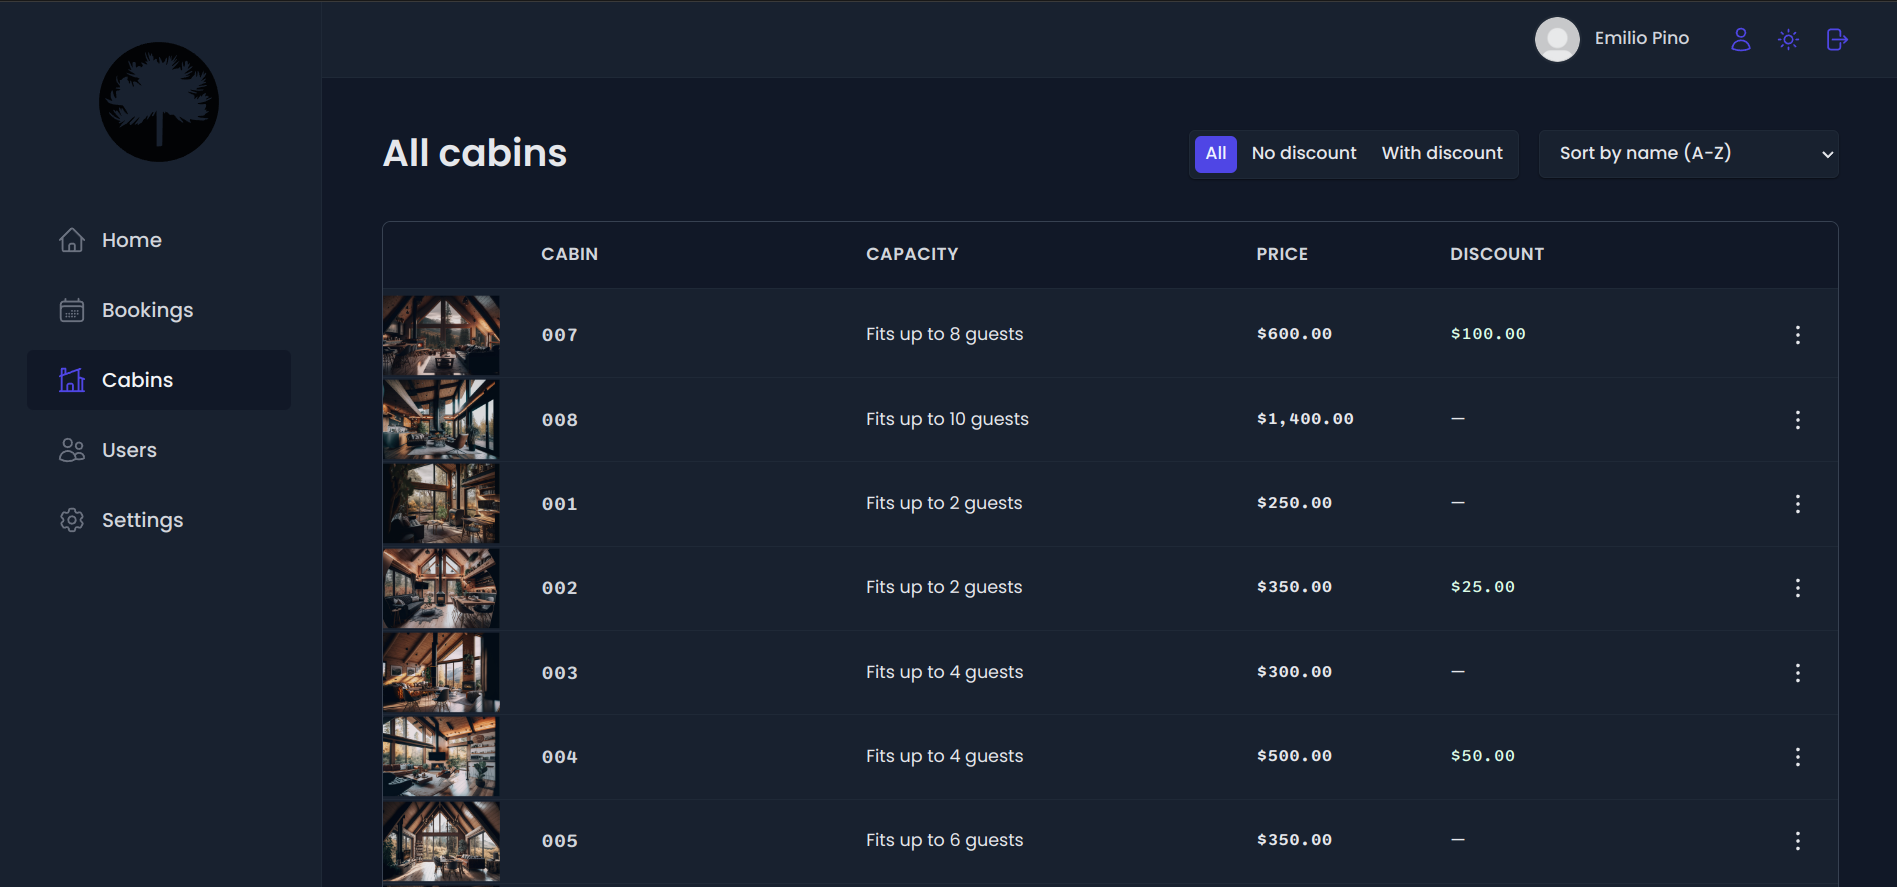 Emilio Pino
Home
Bookings
Cabins
Users
Settings
All cabins
All No discount With discount Sort by name (A-Z)
CABIN CAPACITY PRICE DISCOUNT
007 Fits up to 8 guests $600.00 $100.00
008 Fits up to 10 guests $1,400.00 —
001 Fits up to 2 guests $250.00 —
002 Fits up to 2 guests $350.00 $25.00
003 Fits up to 4 guests $300.00 —
004 Fits up to 4 guests $500.00 $50.00
005 Fits up to 6 guests $350.00 —